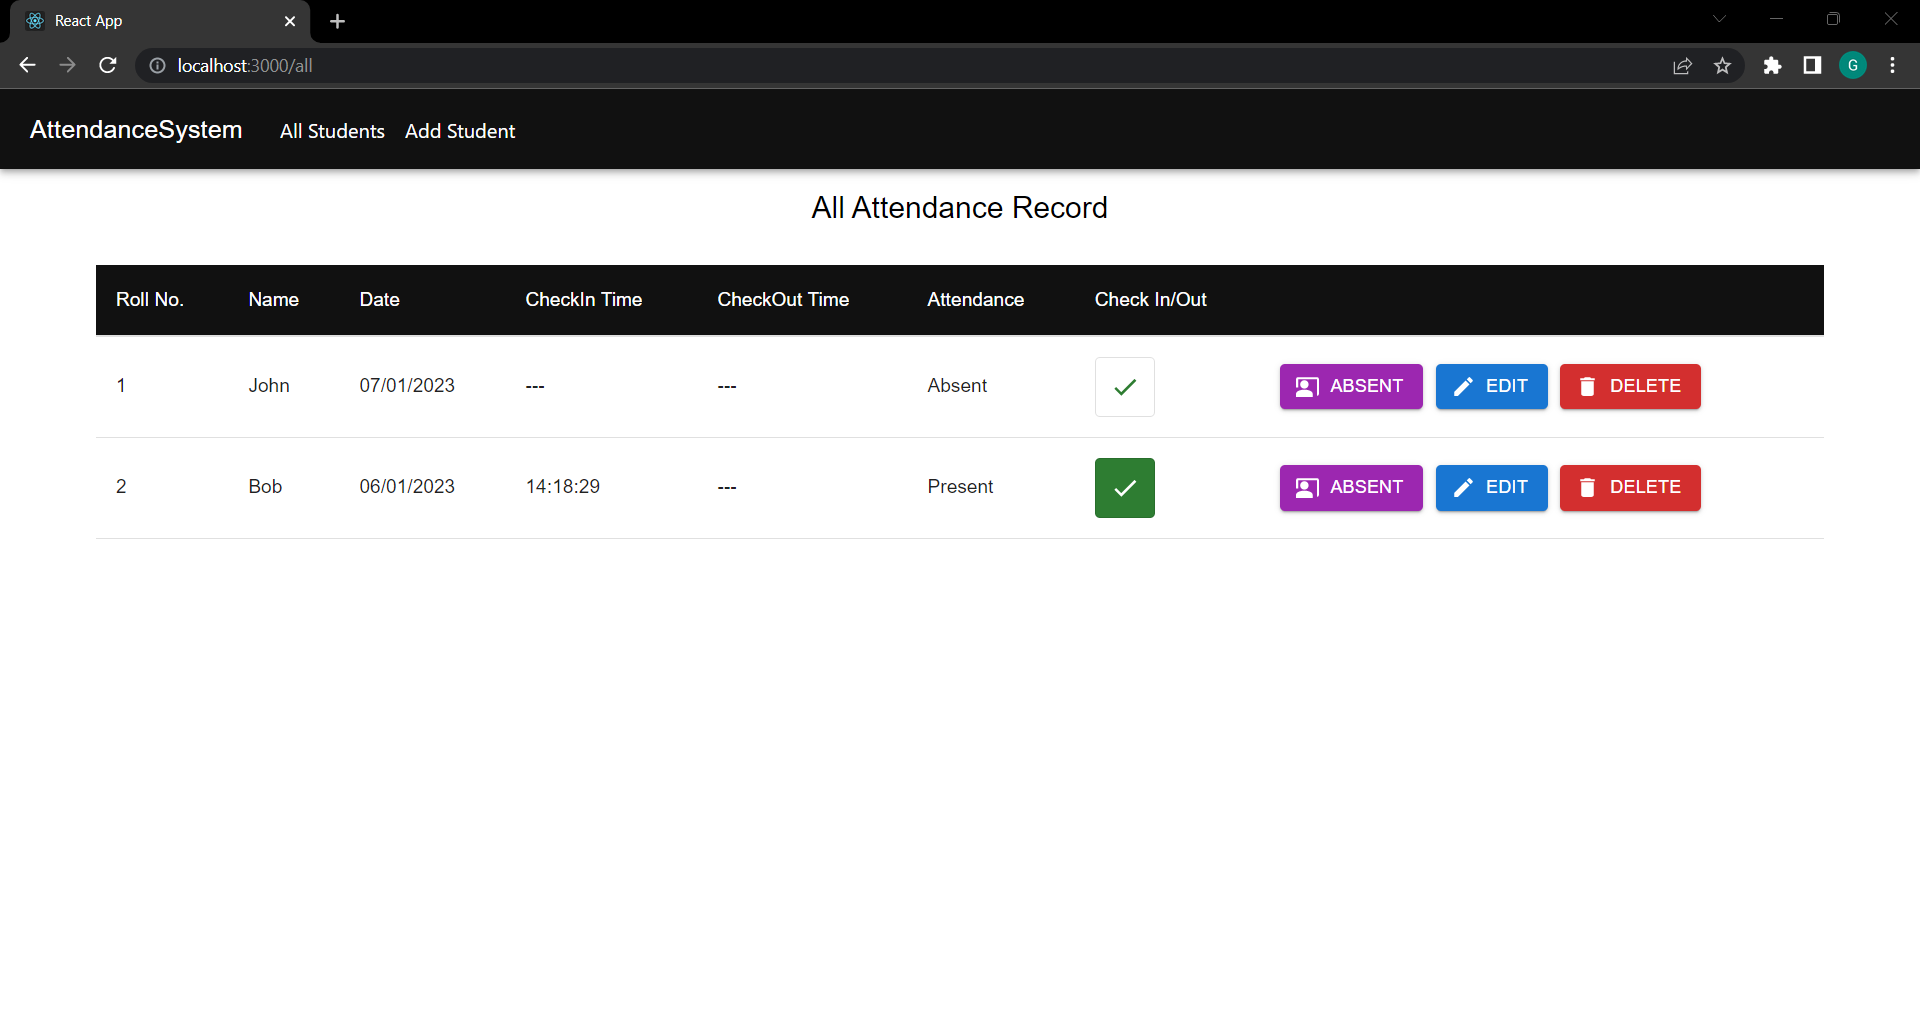 React App
localhost:3000/all
G
AttendanceSystem All Students Add Student
All Attendance Record
Roll No. Name Date CheckIn Time CheckOut Time Attendance Check In/Out
1 John 07/01/2023 --- --- Absent ABSENT EDIT DELETE
2 Bob 06/01/2023 14:18:29 --- Present ABSENT EDIT DELETE